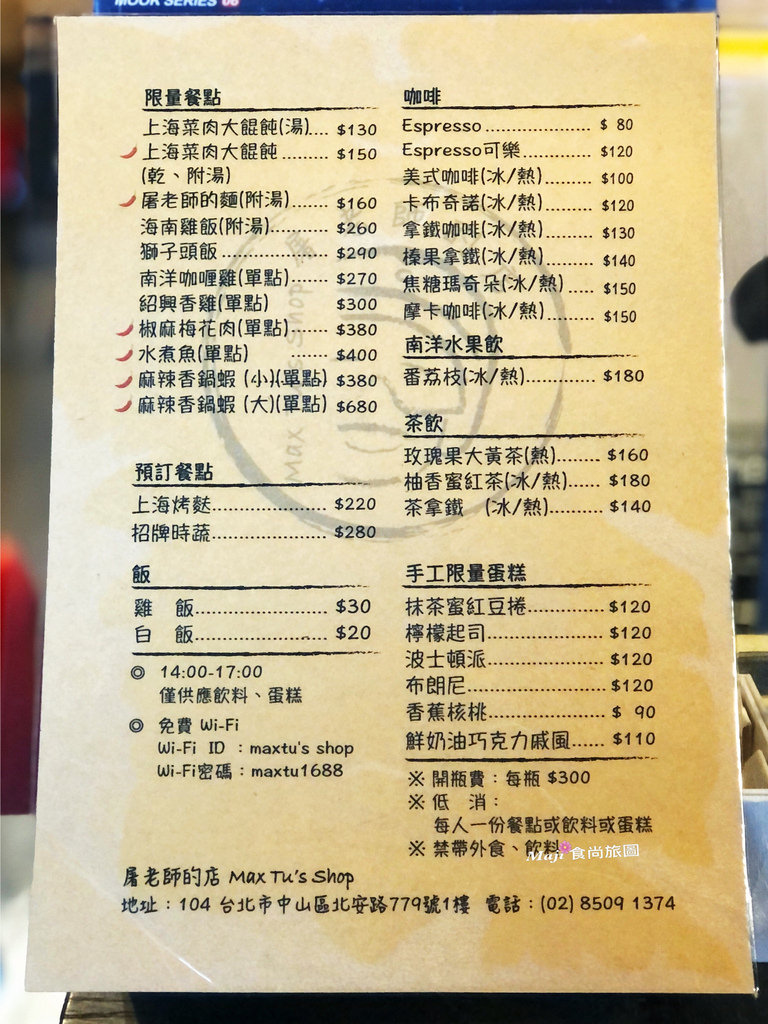 MOOK SERIES 06
限量餐點
上海菜肉大餛飩(湯).... $130
上海菜肉大餛飩......... $150
(乾、附湯)
屠老師的麵(附湯)....... $160
海南雞飯(附湯)........... $260
獅子頭飯..................... $290
南洋咖喱雞(單點)........ $270
紹興香雞(單點) $300
椒麻梅花肉(單點)....... $380
水煮魚(單點) ....... $400
麻辣香鍋蝦 (小)(單點) $380
麻辣香鍋蝦 (大)(單點) $680
預訂餐點
上海烤麩...................... $220
招牌時蔬...................... $280
飯
雞 飯......................... $30
白 飯......................... $20
◎ 14:00-17:00
僅供應飲料、蛋糕
◎ 免費 Wi-Fi
Wi-Fi ID : maxtu's shop
Wi-Fi密碼:maxtu1688
咖啡
Espresso .................... $ 80
Espresso可樂............. $120
美式咖啡(冰/熱)......... $100
卡布奇諾(冰/熱)......... $120
拿鐵咖啡(冰/熱)......... $130
榛果拿鐵(冰/熱)......... $140
焦糖瑪奇朵(冰/熱) ..... $150
摩卡咖啡(冰/熱)......... $150
南洋水果飲
番荔枝(冰/熱)............. $180
茶飲
玫瑰果大黃茶(熱)........ $160
柚香蜜紅茶(冰/熱)...... $180
茶拿鐵 (冰/熱)......... $140
手工限量蛋糕
抹茶蜜紅豆捲.............. $120
檸檬起司...................... $120
波士頓派...................... $120
布朗尼.......................... $120
香蕉核桃...................... $ 90
鮮奶油巧克力戚風...... $110
※ 開瓶費:每瓶 $300
※ 低 消:
每人一份餐點或飲料或蛋糕
※ 禁帶外食、飲料
Maji 食尚旅圖
屠老師的店 Max Tu's Shop
地址:104 台北市中山區北安路779號1樓 電話:(02) 8509 1374